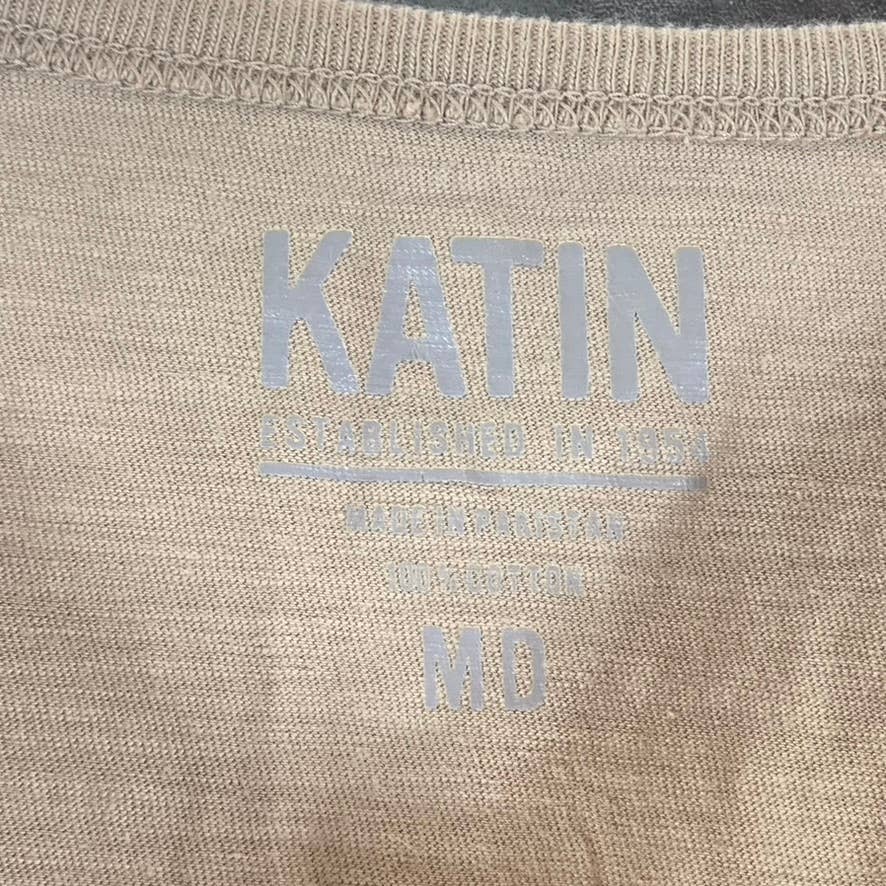 KATIN
ESTABLISHED IN 1954
MADE IN PAKISTAN
100% COTTON
MD